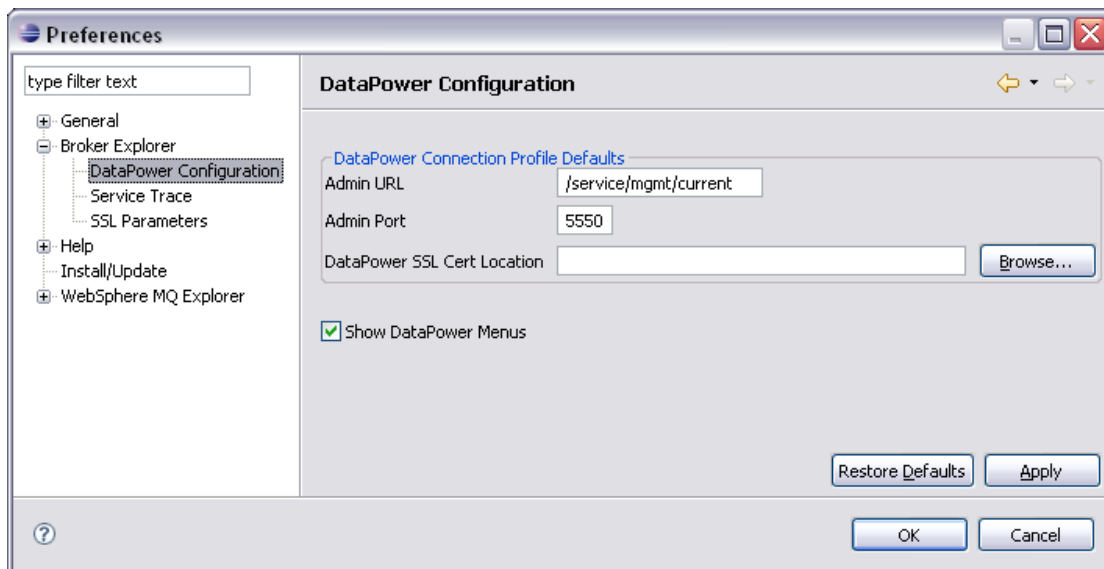 Preferences
type filter text
General
Broker Explorer
DataPower Configuration
Service Trace
SSL Parameters
Help
Install/Update
WebSphere MQ Explorer
DataPower Configuration
DataPower Connection Profile Defaults
Admin URL /service/mgmt/current
Admin Port 5550
DataPower SSL Cert Location Browse...
Show DataPower Menus
Restore Defaults Apply
OK Cancel